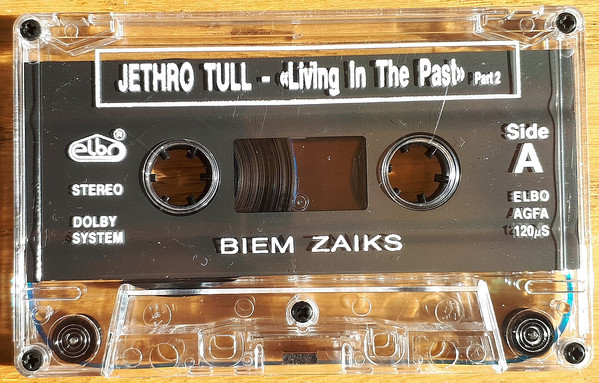 JETHRO TULL – «Living In The Past» Part 2
elbo®
STEREO
DOLBY
SYSTEM
Side
A
ELBO
AGFA
120µS
BIEM ZAIKS